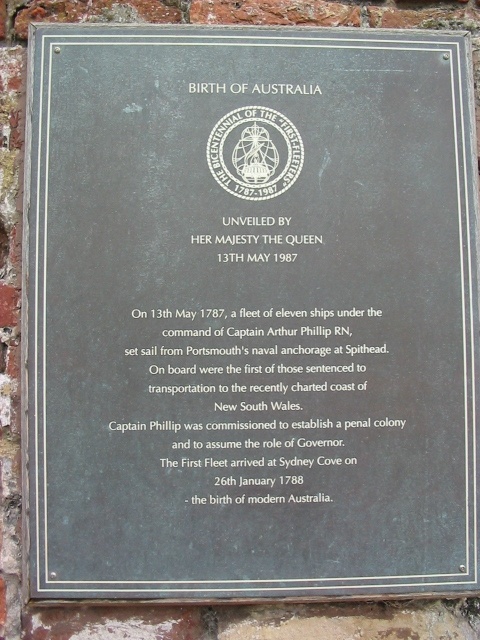 BIRTH OF AUSTRALIA
THE BICENTENNIAL OF THE "FIRST FLEETERS"
1787-1987
UNVEILED BY
HER MAJESTY THE QUEEN
13TH MAY 1987
On 13th May 1787, a fleet of eleven ships under the
command of Captain Arthur Phillip RN,
set sail from Portsmouth's naval anchorage at Spithead.
On board were the first of those sentenced to
transportation to the recently charted coast of
New South Wales.
Captain Phillip was commissioned to establish a penal colony
and to assume the role of Governor.
The First Fleet arrived at Sydney Cove on
26th January 1788
- the birth of modern Australia.